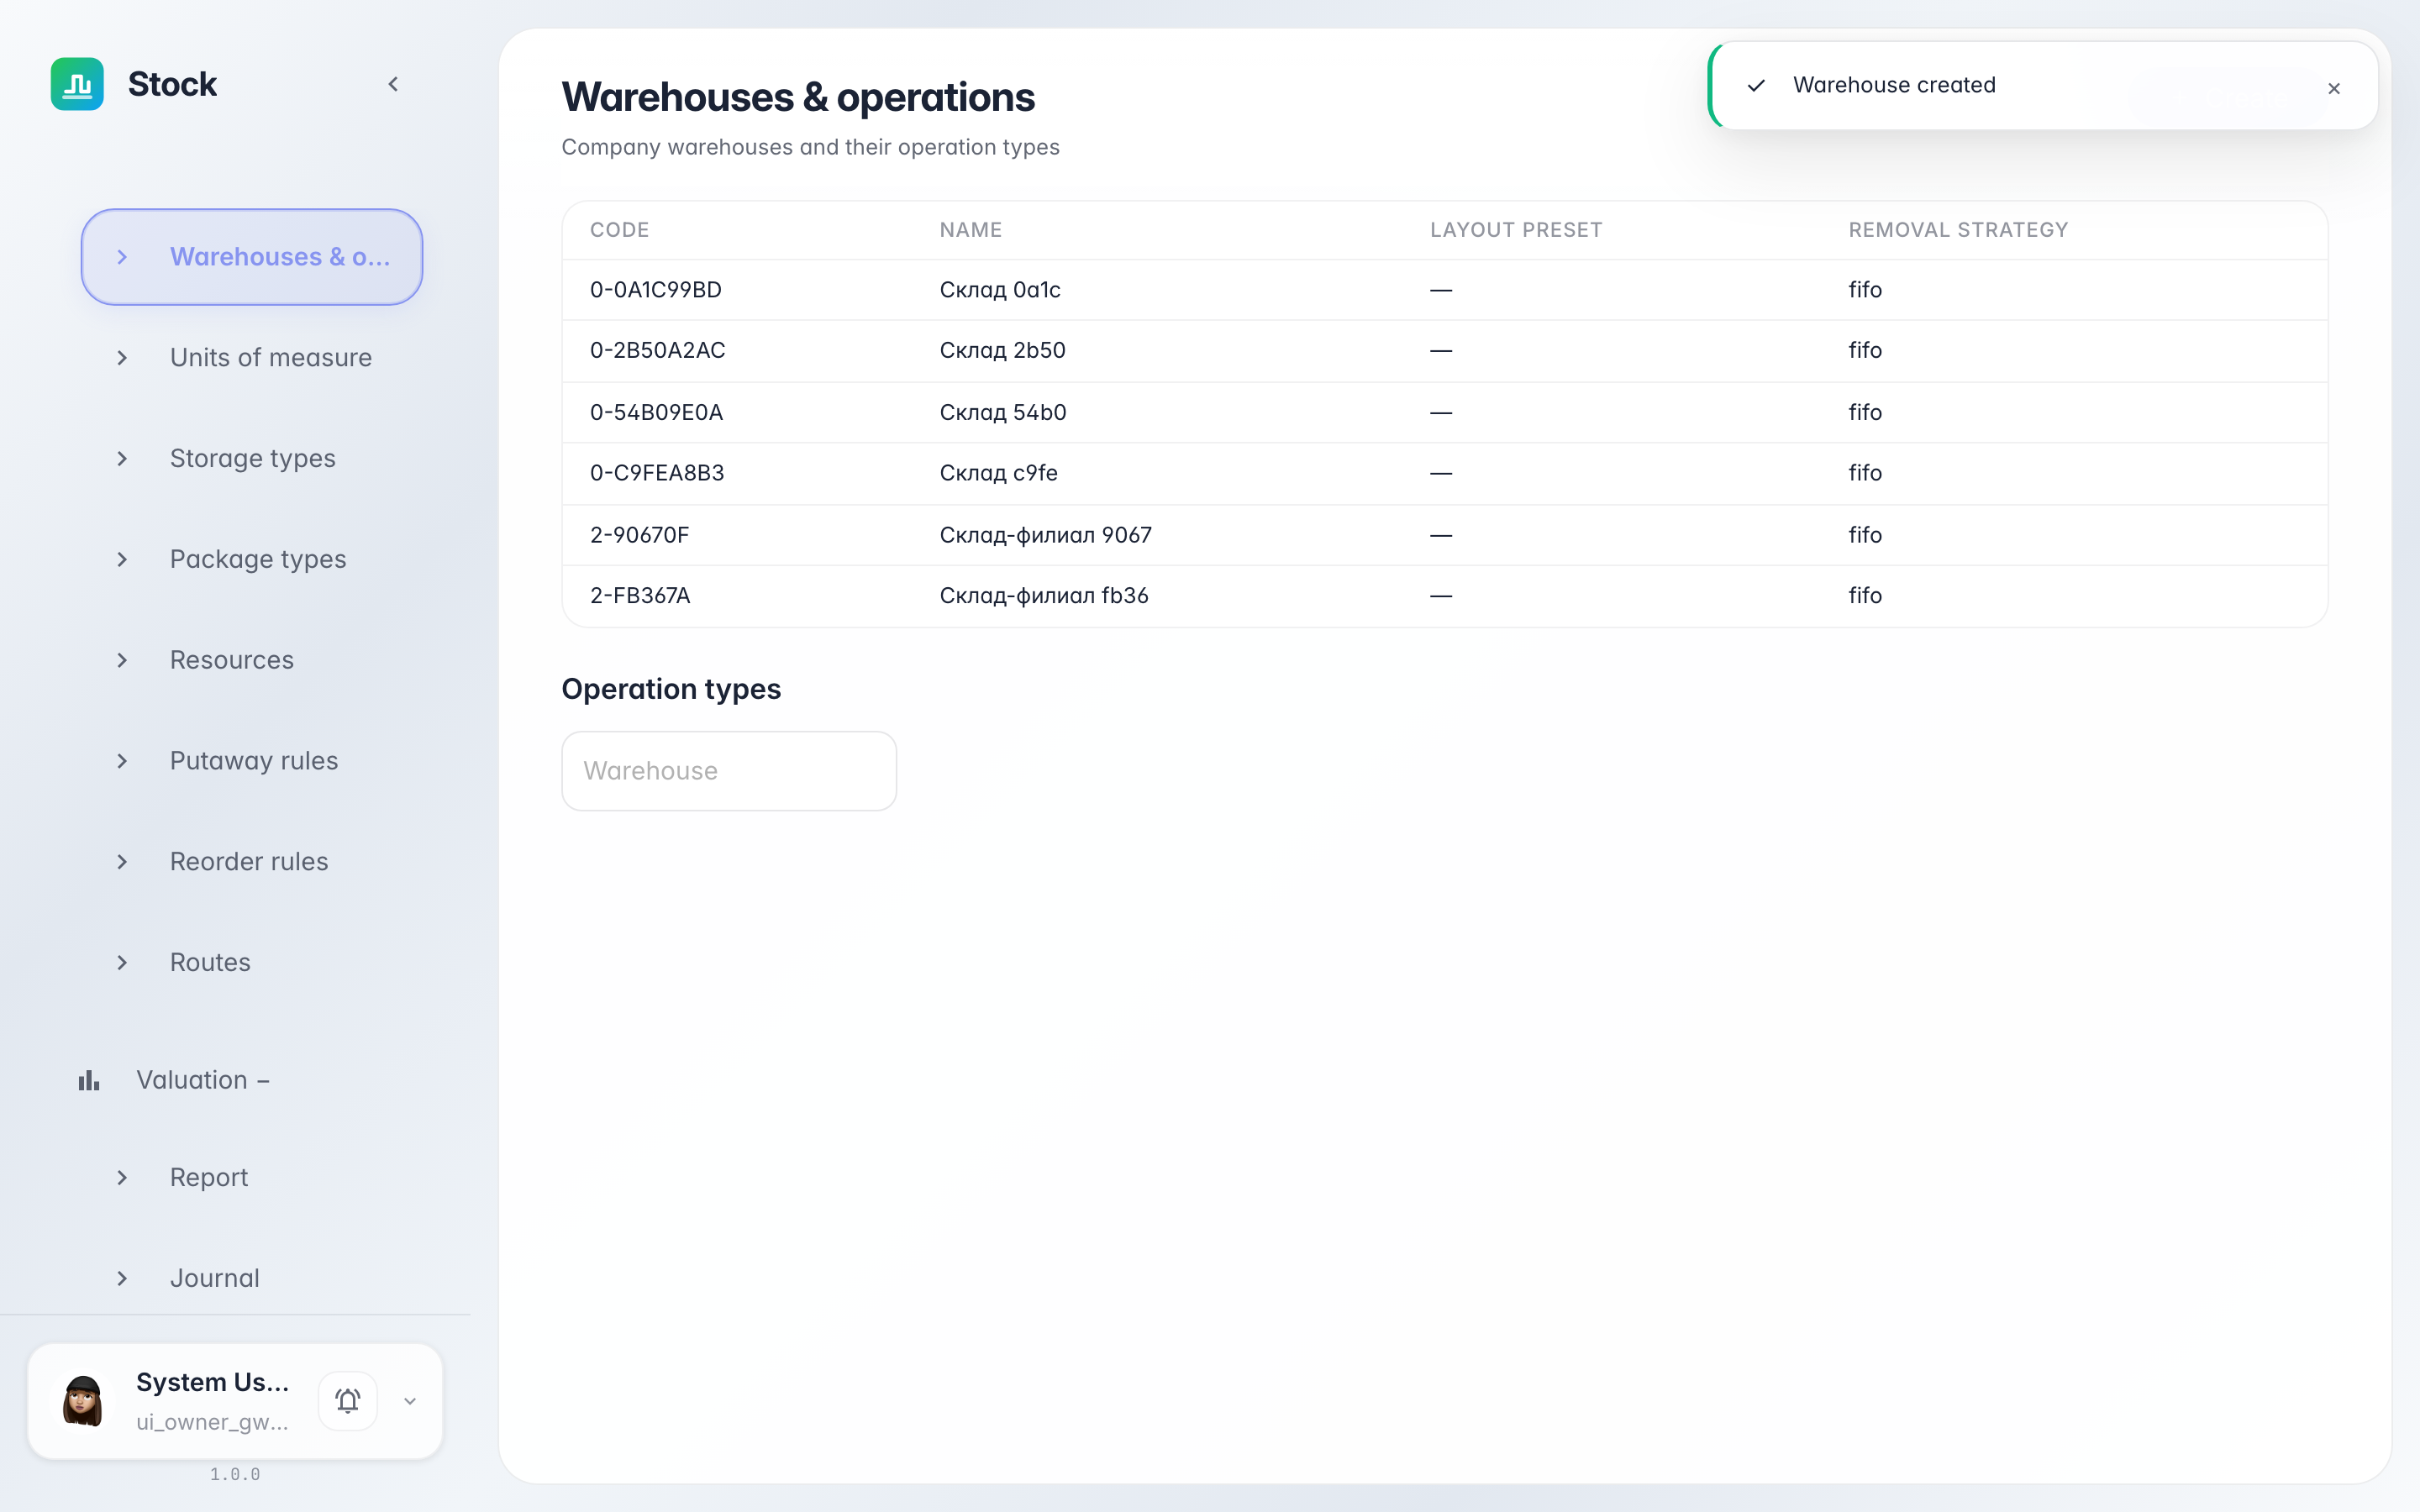 Stock
Warehouses & o...
Units of measure
Storage types
Package types
Resources
Putaway rules
Reorder rules
Routes
Valuation –
Report
Journal
System Us...
ui_owner_gw...
1.0.0
Warehouses & operations
Company warehouses and their operation types
Warehouse created
CODE NAME LAYOUT PRESET REMOVAL STRATEGY
0-0A1C99BD Склад 0a1c — fifo
0-2B50A2AC Склад 2b50 — fifo
0-54B09E0A Склад 54b0 — fifo
0-C9FEA8B3 Склад c9fe — fifo
2-90670F Склад-филиал 9067 — fifo
2-FB367A Склад-филиал fb36 — fifo
Operation types
Warehouse